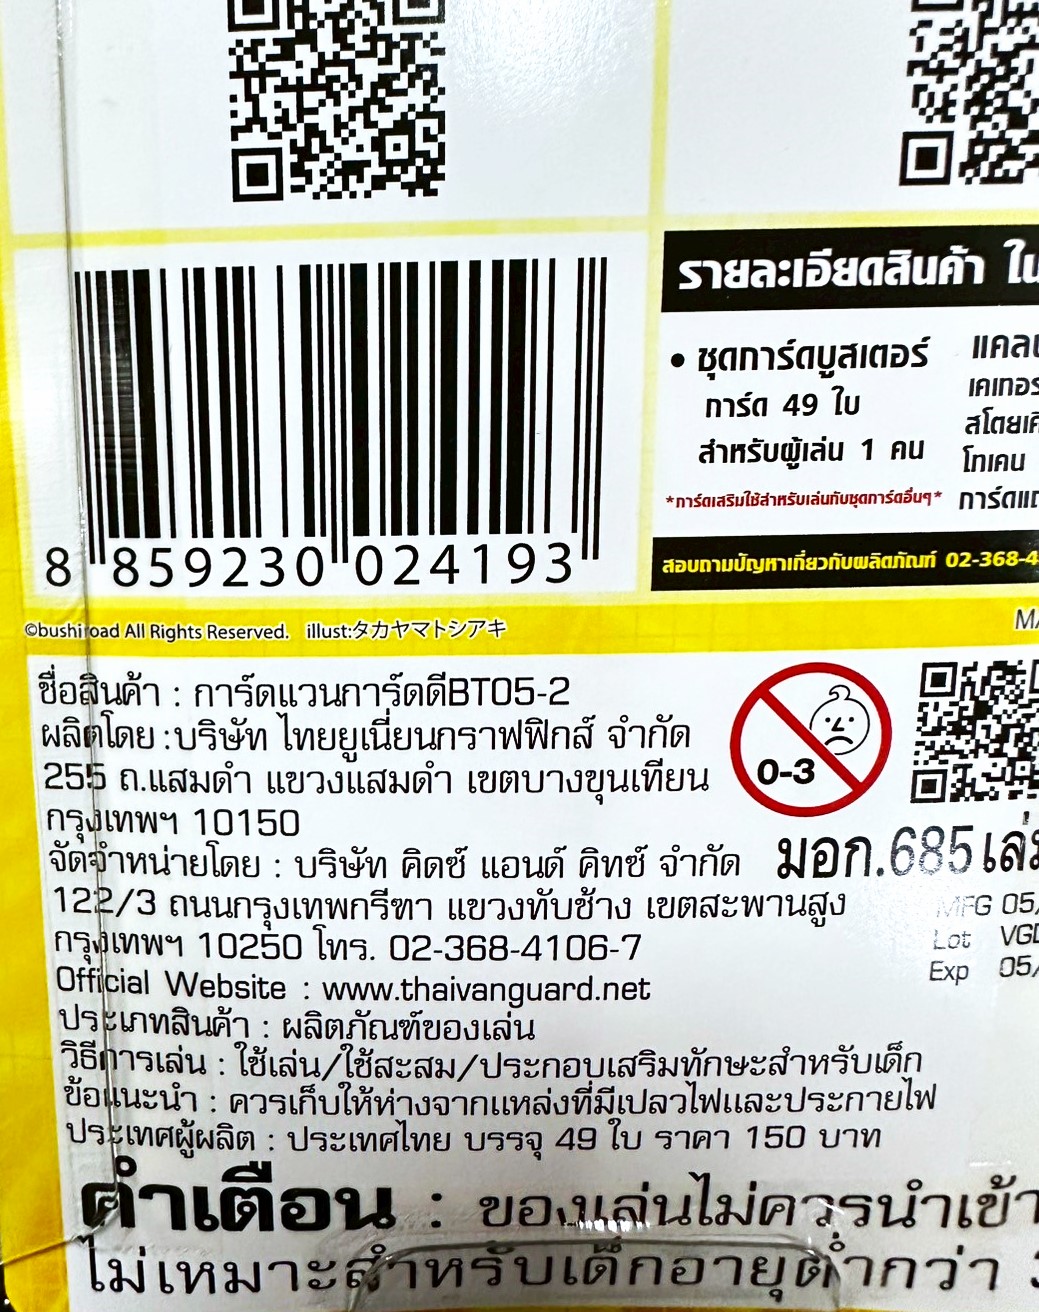 รายละเอียดสินค้า
• ชุดการ์ดบูสเตอร์
การ์ด 49 ใบ
สำหรับผู้เล่น 1 คน
*การ์ดเสริมใช้สำหรับเล่นกับชุดการ์ดอื่นๆ*
โทเคน
สอบถามปัญหาเกี่ยวกับผลิตภัณฑ์ 02-368-4
8 859230 024193
©bushiroad All Rights Reserved. illust:タカヤマトシアキ
ชื่อสินค้า : การ์ดแวนการ์ดดีBT05-2
ผลิตโดย :บริษัท ไทยยูเนี่ยนกราฟฟิกส์ จำกัด
255 ถ.แสมดำ แขวงแสมดำ เขตบางขุนเทียน
กรุงเทพฯ 10150
จัดจำหน่ายโดย : บริษัท คิดซ์ แอนด์ คิทซ์ จำกัด
122/3 ถนนกรุงเทพกรีฑา แขวงทับช้าง เขตสะพานสูง
กรุงเทพฯ 10250 โทร. 02-368-4106-7
Official Website : www.thaivanguard.net
ประเภทสินค้า : ผลิตภัณฑ์ของเล่น
วิธีการเล่น : ใช้เล่น/ใช้สะสม/ประกอบเสริมทักษะสำหรับเด็ก
ข้อแนะนำ : ควรเก็บให้ห่างจากแหล่งที่มีเปลวไฟและประกายไฟ
ประเทศผู้ผลิต : ประเทศไทย บรรจุ 49 ใบ ราคา 150 บาท
0-3
มอก.685
MFG 05/
Lot VGD
Exp 05/
คำเตือน : ของเล่นไม่ควรนำเข้า
ไม่เหมาะสำหรับเด็กอายุต่ำกว่า